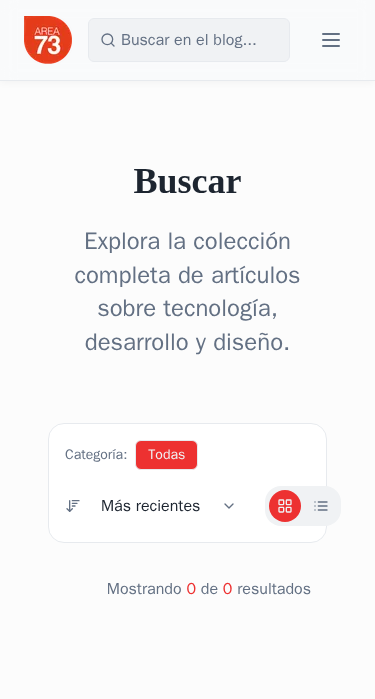 AREA
73
Buscar en el blog...
Buscar
Explora la colección
completa de artículos
sobre tecnología,
desarrollo y diseño.
Categoría: Todas
Más recientes
Mostrando 0 de 0 resultados